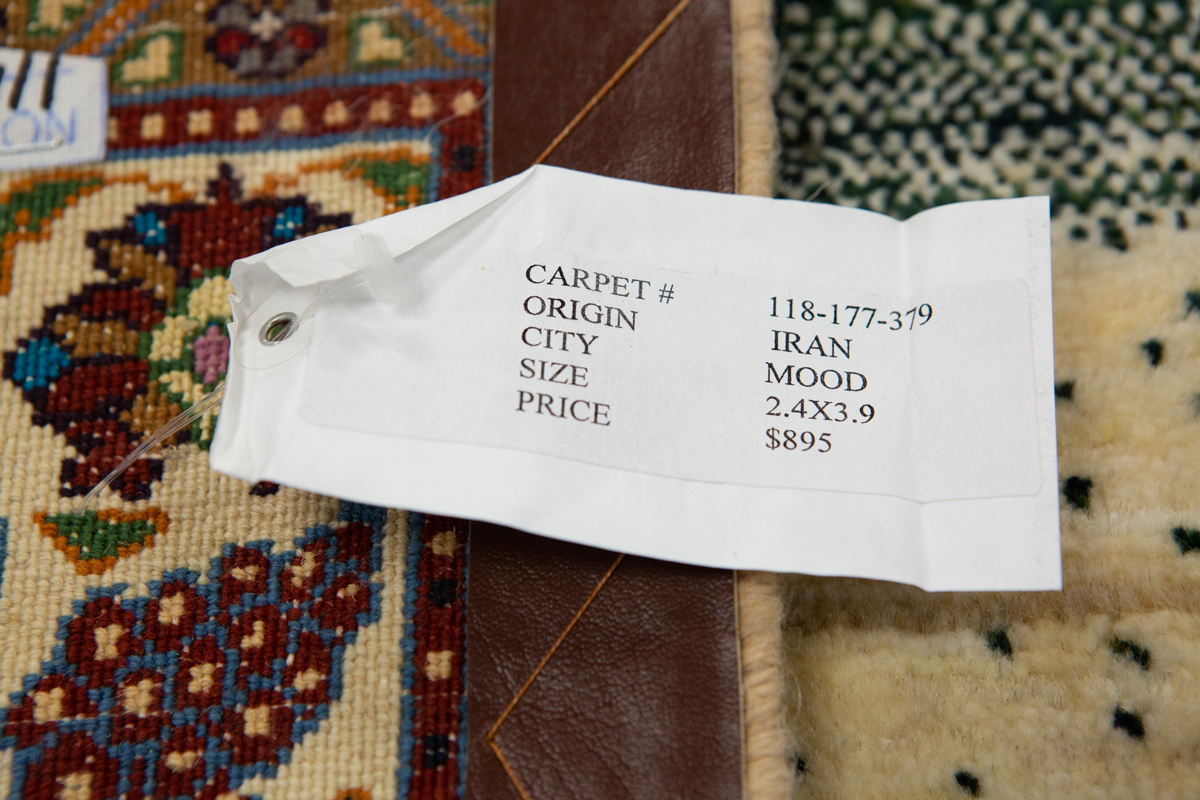 CARPET # 118-177-379
ORIGIN IRAN
CITY MOOD
SIZE 2.4X3.9
PRICE $895